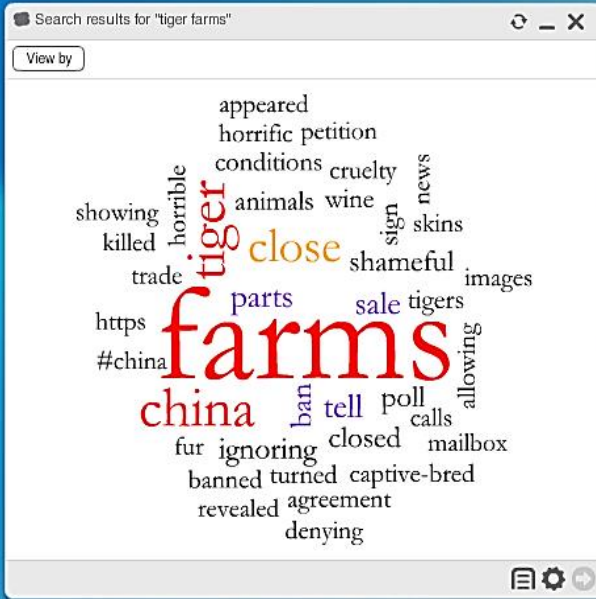 Search results for "tiger farms"
View by
appeared
horrific petition
conditions cruelty
news
horrible
tiger
animals wine
sign
skins
showing
killed
close
shameful
trade
images
parts
sale tigers
https
farms
#china
allowing
china
ban
tell
poll
calls
fur ignoring closed mailbox
banned turned captive-bred
revealed agreement
denying